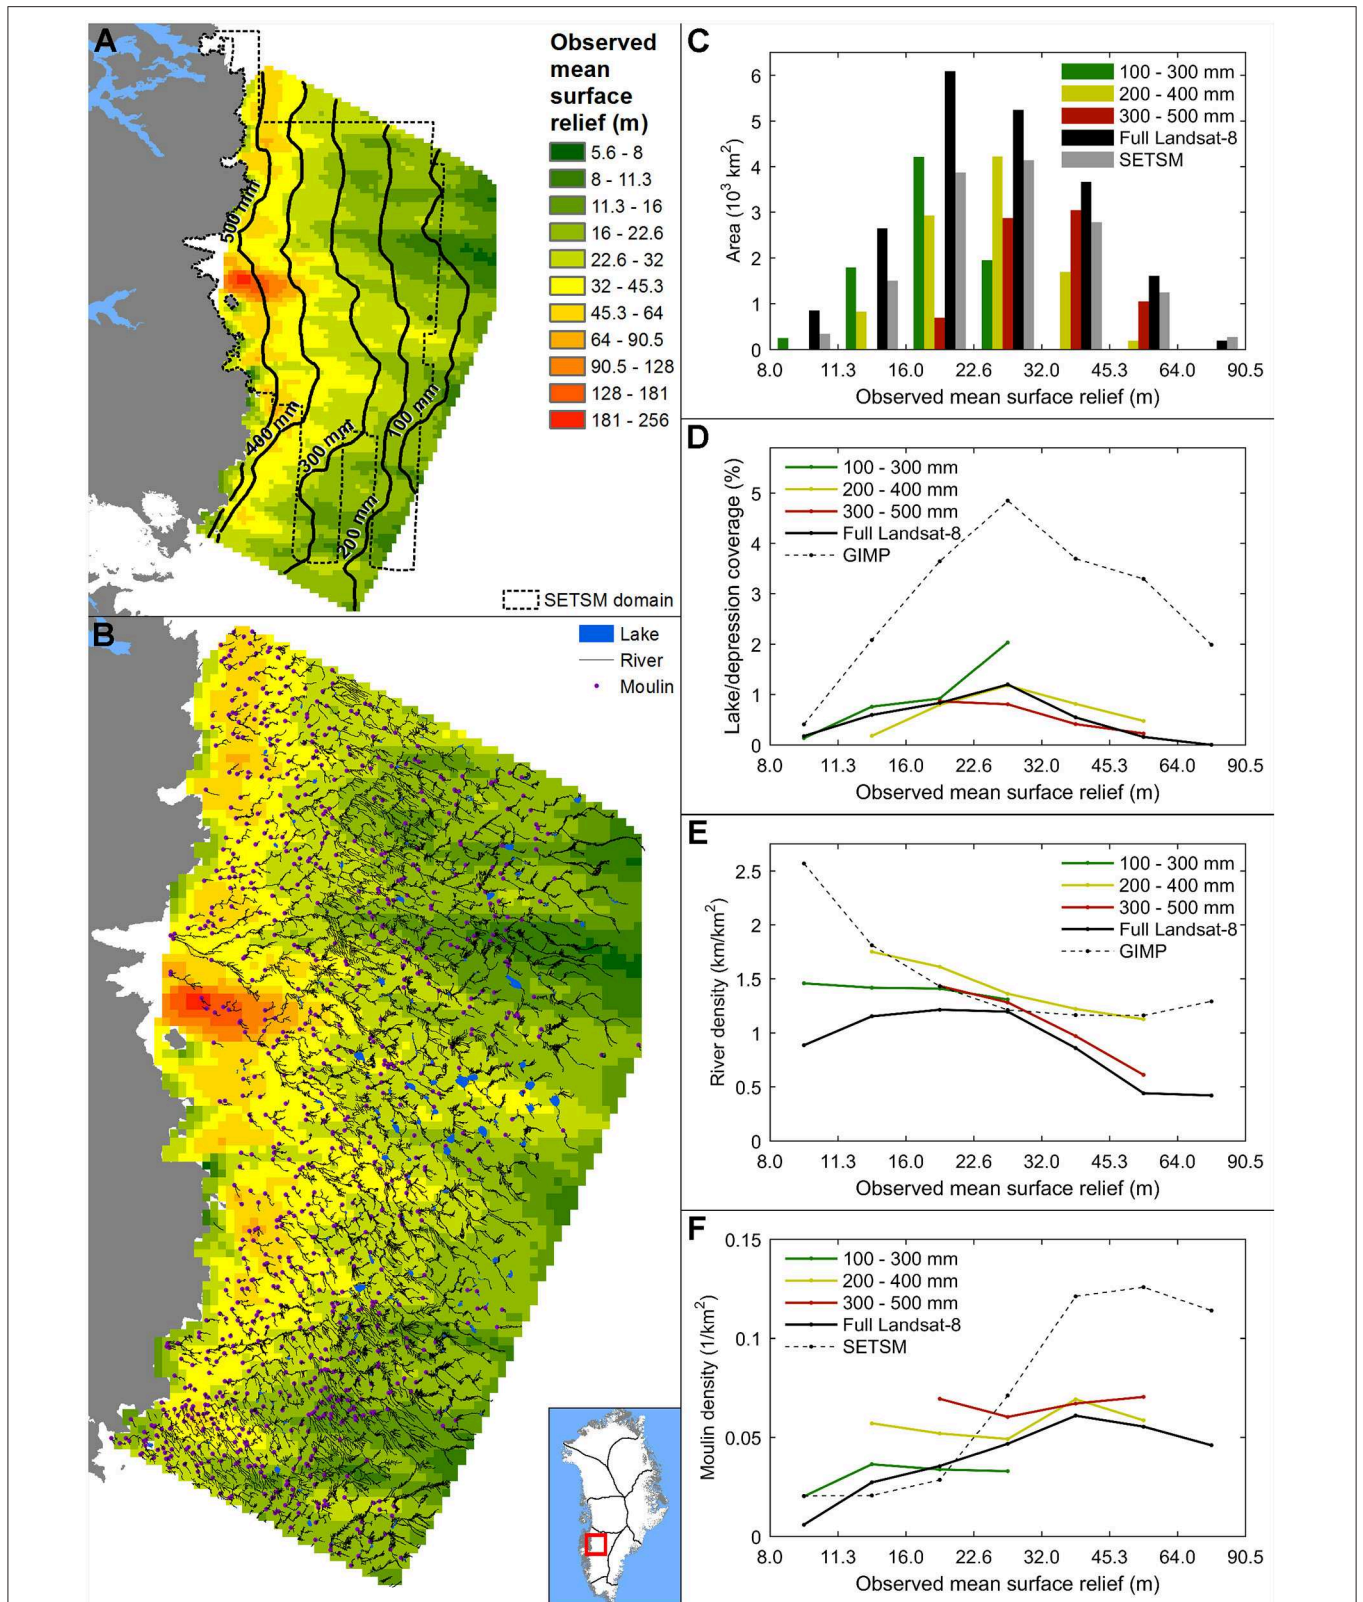 A
Observed
mean
surface
relief (m)
5.6 - 8
8 - 11.3
11.3 - 16
16 - 22.6
22.6 - 32
32 - 45.3
45.3 - 64
64 - 90.5
90.5 - 128
128 - 181
181 - 256
500 mm
400 mm
300 mm
200 mm
100 mm
SETSM domain
B
Lake
River
Moulin
C
100 - 300 mm
200 - 400 mm
300 - 500 mm
Full Landsat-8
SETSM
Area (10³ km²)
6
5
4
3
2
1
0
8.0 11.3 16.0 22.6 32.0 45.3 64.0 90.5
Observed mean surface relief (m)
D
100 - 300 mm
200 - 400 mm
300 - 500 mm
Full Landsat-8
GIMP
Lake/depression coverage (%)
5
4
3
2
1
0
8.0 11.3 16.0 22.6 32.0 45.3 64.0 90.5
Observed mean surface relief (m)
E
100 - 300 mm
200 - 400 mm
300 - 500 mm
Full Landsat-8
GIMP
River density (km/km²)
2.5
2
1.5
1
0.5
0
8.0 11.3 16.0 22.6 32.0 45.3 64.0 90.5
Observed mean surface relief (m)
F
100 - 300 mm
200 - 400 mm
300 - 500 mm
Full Landsat-8
SETSM
Moulin density (1/km²)
0.15
0.1
0.05
0
8.0 11.3 16.0 22.6 32.0 45.3 64.0 90.5
Observed mean surface relief (m)